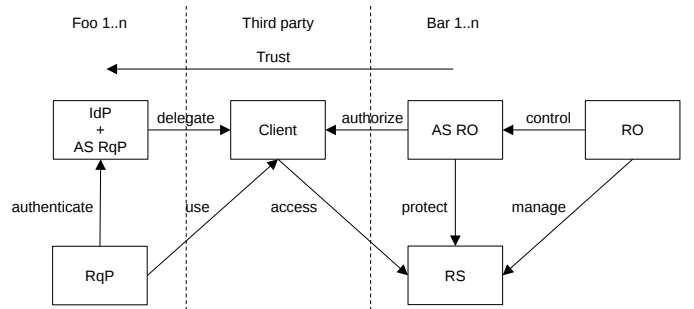 Foo 1..n
Third party
Bar 1..n
Trust
IdP
+
AS RqP
delegate
Client
authorize
AS RO
control
RO
authenticate
use
access
protect
manage
RqP
RS